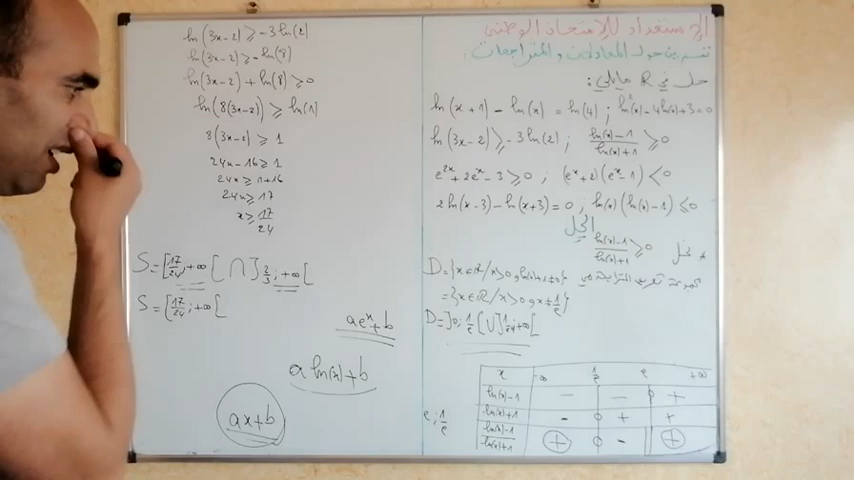 الإستعداد للإمتحان الوطني
تمارين حول المعادلات و المتراجحات :
حل في R مايلي :
ln(x+1) - ln(x) = ln(4) ; ln²(x) - 4ln(x) + 3 = 0
ln(3x-2) ≥ -3ln(2) ; (ln(x)-1)/(ln(x)+1) ≥ 0
e^(2x) + 2e^x - 3 ≥ 0 ; (e^x+2)(e^x-1) < 0
2ln(x-3) - ln(x+3) = 0 ; ln(x)(ln(x)-1) ≤ 0
الحل
* لنحل (ln(x)-1)/(ln(x)+1) ≥ 0
D = {x∈R/x>0 و ln(x)+1≠0} مجموعة تعريف المتراجحة هي
= {x∈R/x>0 و x≠1/e}
D = ]0; 1/e[ U ]1/e; +∞[
x -∞ 1/e e +∞
ln(x)-1 - - 0 +
ln(x)+1 - 0 + +
(ln(x)-1)/(ln(x)+1) + 0 - +
e ; 1/e
ln(3x-2) ≥ -3ln(2)
ln(3x-2) ≥ -ln(8)
ln(3x-2) + ln(8) ≥ 0
ln(8(3x-2)) ≥ ln(1)
8(3x-2) ≥ 1
24x - 16 ≥ 1
24x ≥ 1+16
24x ≥ 17
x ≥ 17/24
S = [17/24; +∞[ ∩ ]2/3; +∞[
S = [17/24; +∞[
ae^x+b
a ln(x)+b
ax+b